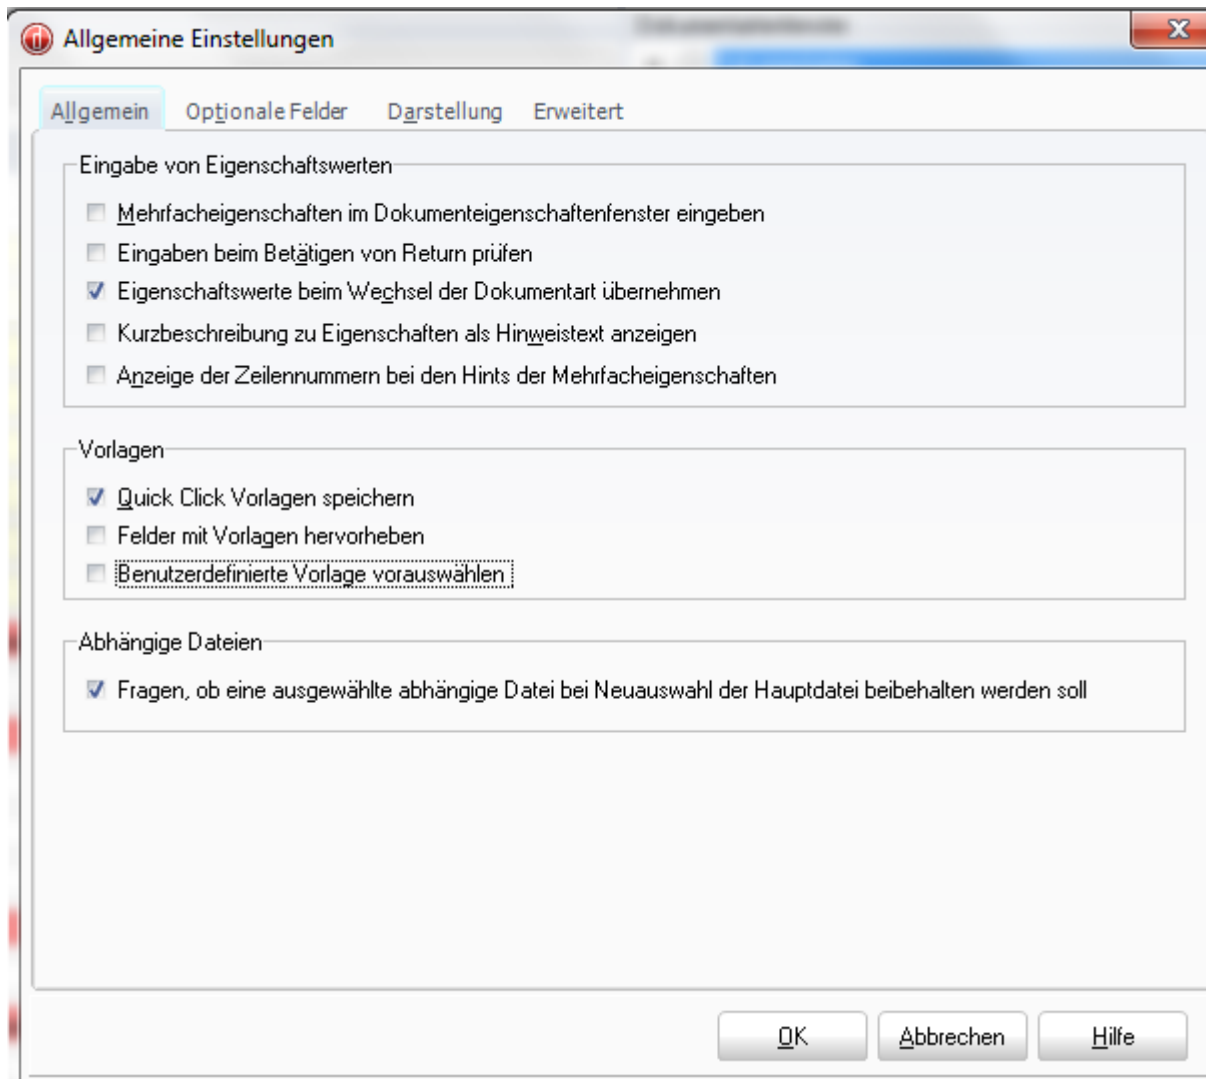 Allgemeine Einstellungen
Allgemein Optionale Felder Darstellung Erweitert
Eingabe von Eigenschaftswerten
Mehrfacheigenschaften im Dokumenteigenschaftenfenster eingeben
Eingaben beim Betätigen von Return prüfen
Eigenschaftswerte beim Wechsel der Dokumentart übernehmen
Kurzbeschreibung zu Eigenschaften als Hinweistext anzeigen
Anzeige der Zeilennummern bei den Hints der Mehrfacheigenschaften
Vorlagen
Quick Click Vorlagen speichern
Felder mit Vorlagen hervorheben
Benutzerdefinierte Vorlage vorauswählen
Abhängige Dateien
Fragen, ob eine ausgewählte abhängige Datei bei Neuauswahl der Hauptdatei beibehalten werden soll
OK Abbrechen Hilfe